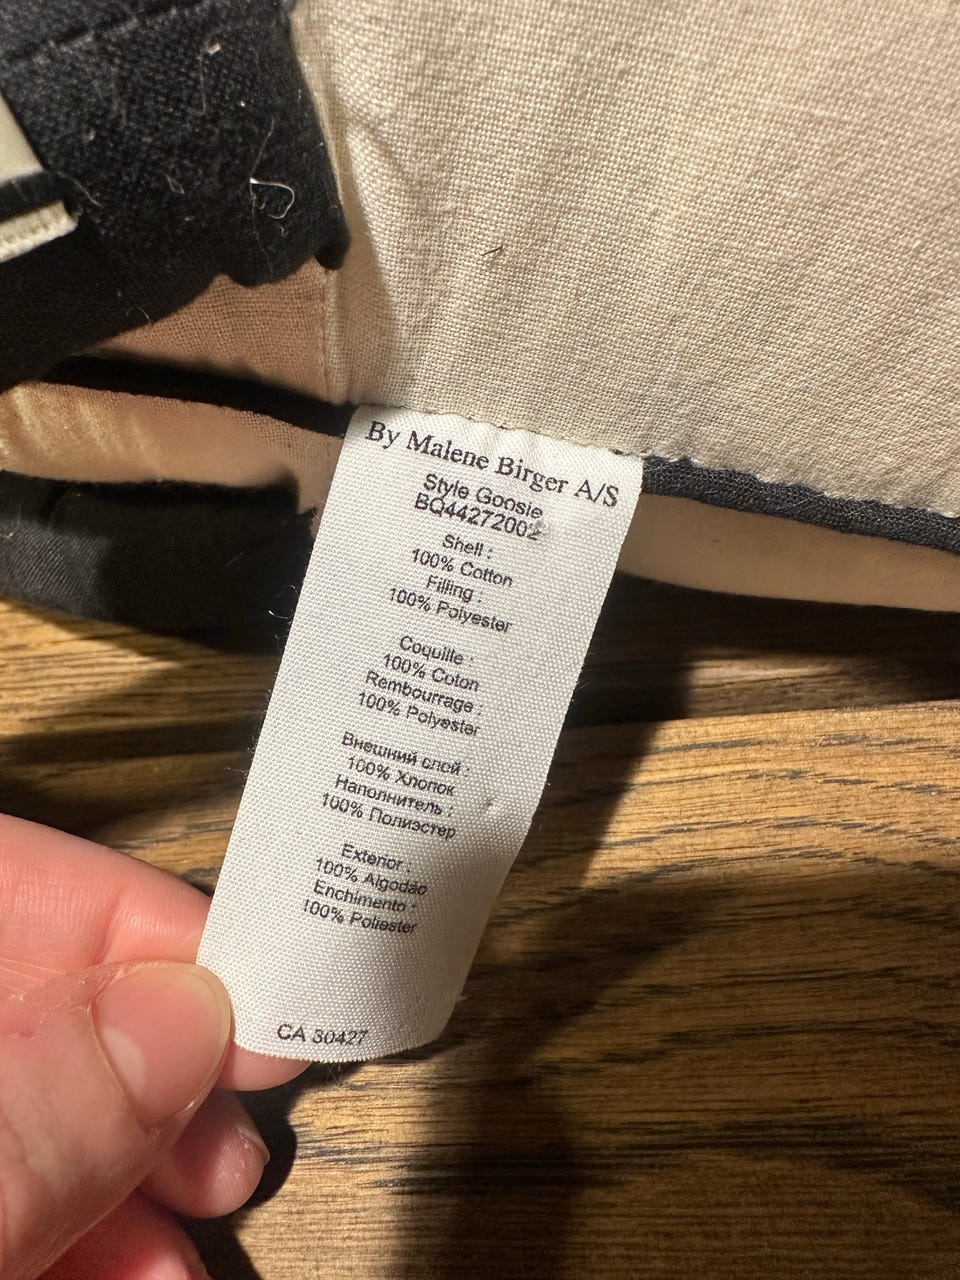 By Malene Birger A/S
Style Goosie
BQ44272002
Shell :
100% Cotton
Filling :
100% Polyester
Coquille :
100% Coton
Rembourrage :
100% Polyester
Внешний слой :
100% Хлопок
Наполнитель :
100% Полиэстер
Exterior :
100% Algodão
Enchimento :
100% Poliester
CA 30427